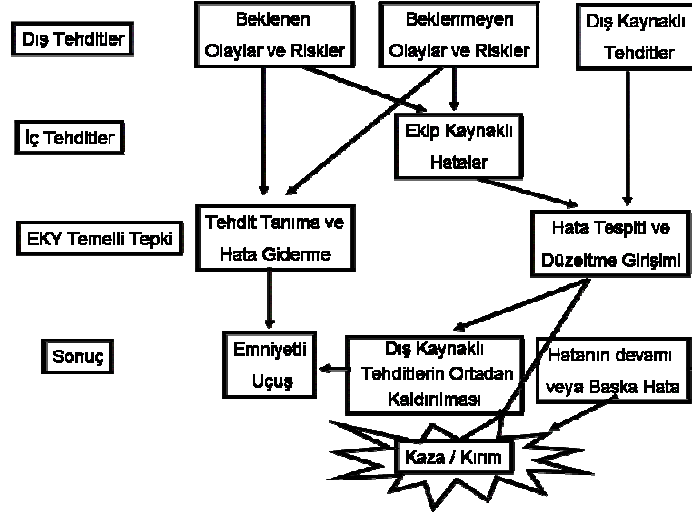 Dış Tehditler
Beklenen
Olaylar ve Riskler
Beklenmeyen
Olaylar ve Riskler
Dış Kaynaklı
Tehditler
İç Tehditler
Ekip Kaynaklı
Hatalar
EKY Temelli Tepki
Tehdit Tanıma ve
Hata Giderme
Hata Tespiti ve
Düzeltme Girişimi
Sonuç
Emniyetli
Uçuş
Dış Kaynaklı
Tehditlerin Ortadan
Kaldırılması
Hatanın devamı
veya Başka Hata
Kaza / Kırım